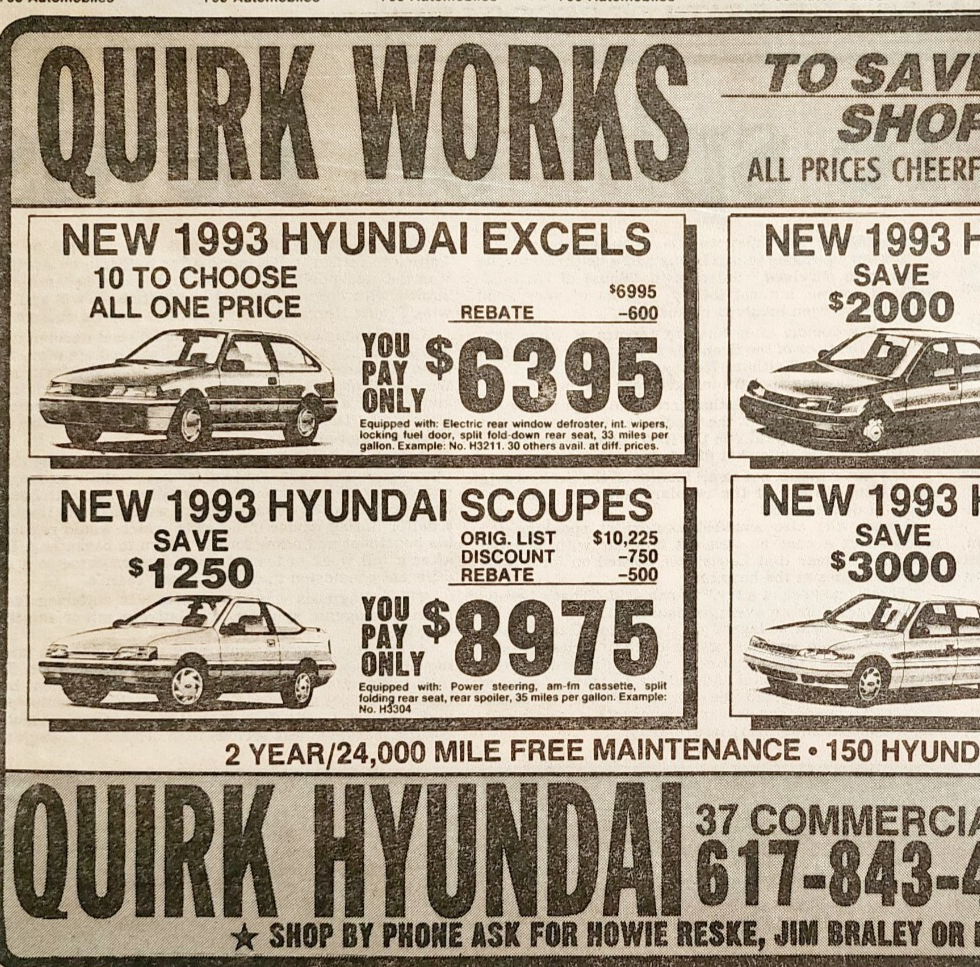 QUIRK WORKS
TO SAVE
SHOP
ALL PRICES CHEERF
NEW 1993 HYUNDAI EXCELS
10 TO CHOOSE
ALL ONE PRICE
$6995
REBATE –600
YOU PAY ONLY $6395
Equipped with: Electric rear window defroster, int. wipers,
locking fuel door, split fold-down rear seat, 33 miles per
gallon. Example: No. H3211. 30 others avail. at diff. prices.
NEW 1993 H
SAVE
$2000
NEW 1993 HYUNDAI SCOUPES
SAVE
$1250
ORIG. LIST $10,225
DISCOUNT –750
REBATE –500
YOU PAY ONLY $8975
Equipped with: Power steering, am-fm cassette, split
folding rear seat, rear spoiler, 35 miles per gallon. Example:
No. H3304
NEW 1993 H
SAVE
$3000
2 YEAR/24,000 MILE FREE MAINTENANCE • 150 HYUND
QUIRK HYUNDAI
37 COMMERCIA
617-843-4
★ SHOP BY PHONE ASK FOR HOWIE RESKE, JIM BRALEY OR